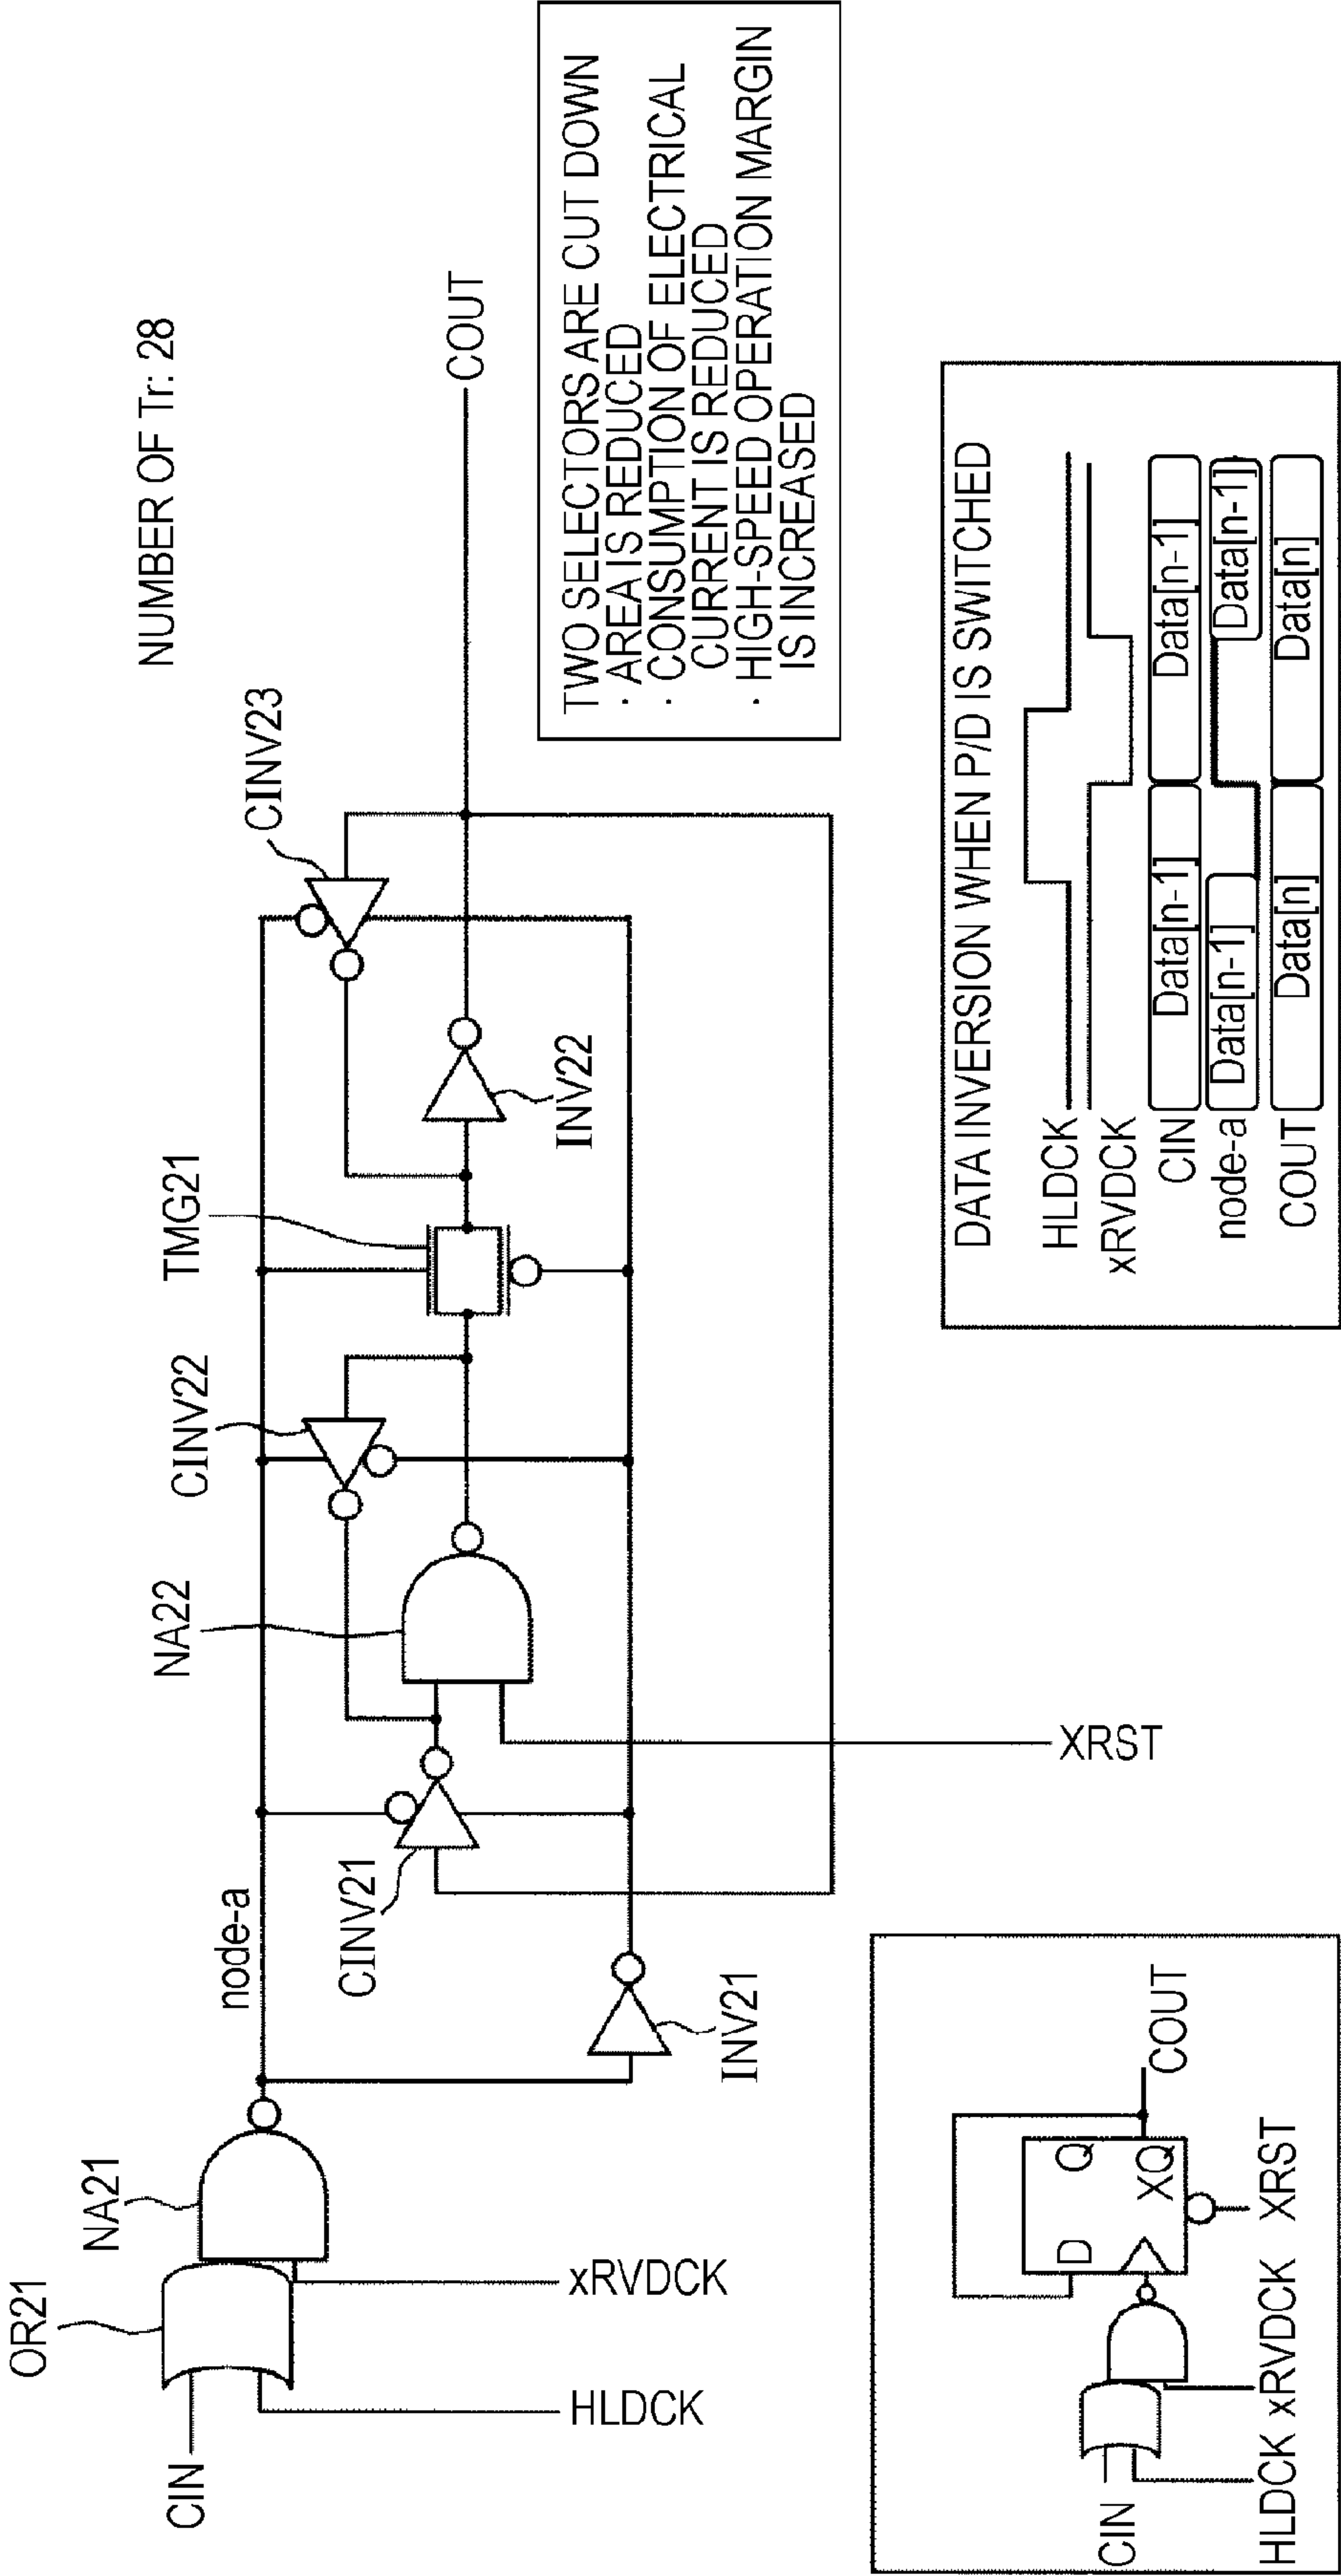 NUMBER OF Tr: 28
OR21
NA21
node-a
CINV21
NA22
CINV22
TMG21
CINV23
INV22
INV21
CIN
HLDCK
xRVDCK
XRST
COUT
TWO SELECTORS ARE CUT DOWN
· AREA IS REDUCED
· CONSUMPTION OF ELECTRICAL
CURRENT IS REDUCED
· HIGH-SPEED OPERATION MARGIN
IS INCREASED
CIN
HLDCK
xRVDCK
XRST
D
Q
XQ
COUT
DATA INVERSION WHEN P/D IS SWITCHED
HLDCK
xRVDCK
CIN Data[n-1] Data[n-1]
node-a Data[n-1] Data[n-1]
COUT Data[n] Data[n]